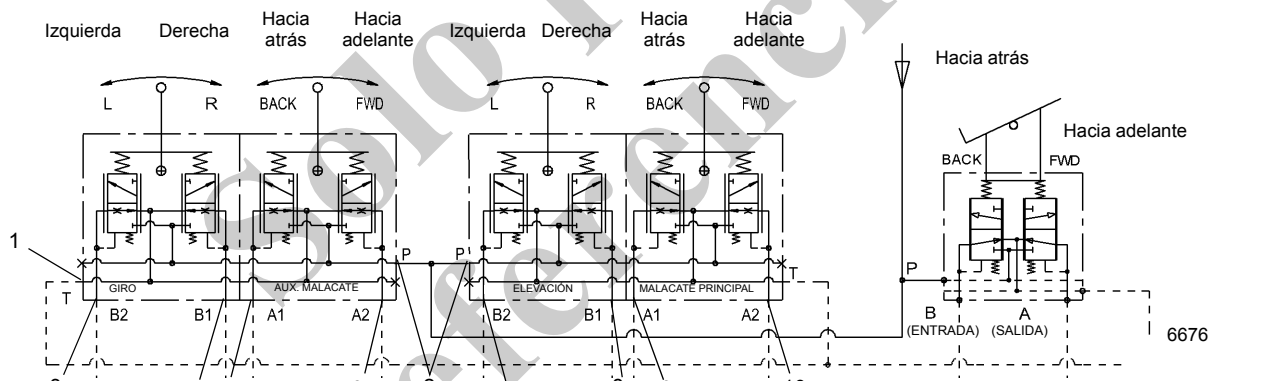 Izquierda Derecha Hacia atrás Hacia adelante Izquierda Derecha Hacia atrás Hacia adelante
Hacia atrás
L R BACK FWD L R BACK FWD
Hacia adelante
BACK FWD
1
P P P
T GIRO AUX. MALACATE ELEVACIÓN MALACATE PRINCIPAL T
B2 B1 A1 A2 B2 B1 A1 A2
B A
(ENTRADA) (SALIDA)
6676
Solo
Referenci